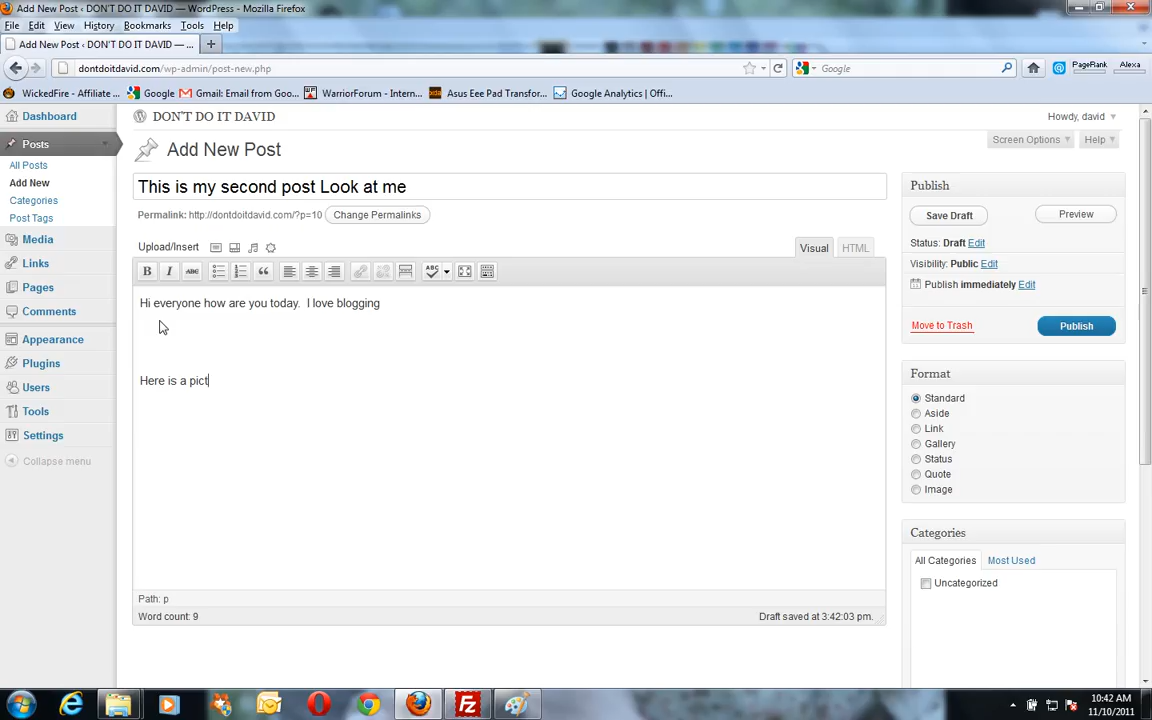 Add New Post ‹ DON'T DO IT DAVID — WordPress - Mozilla Firefox
File Edit View History Bookmarks Tools Help
Add New Post ‹ DON'T DO IT DAVID — ...
dontdoitdavid.com/wp-admin/post-new.php
Google
PageRank
Alexa
WickedFire - Affiliate ...
Google
Gmail: Email from Goo...
WarriorForum - Intern...
Asus Eee Pad Transfor...
Google Analytics | Offi...
Dashboard
Posts
All Posts
Add New
Categories
Post Tags
Media
Links
Pages
Comments
Appearance
Plugins
Users
Tools
Settings
Collapse menu
DON'T DO IT DAVID
Howdy, david
Screen Options
Help
Add New Post
This is my second post Look at me
Permalink: http://dontdoitdavid.com/?p=10 Change Permalinks
Upload/Insert
Visual
HTML
B I ABC
ABC
Hi everyone how are you today.  I love blogging
Here is a pict
Path: p
Word count: 9
Draft saved at 3:42:03 pm.
Publish
Save Draft
Preview
Status: Draft Edit
Visibility: Public Edit
Publish immediately Edit
Move to Trash
Publish
Format
Standard
Aside
Link
Gallery
Status
Quote
Image
Categories
All Categories
Most Used
Uncategorized
10:42 AM
11/10/2011